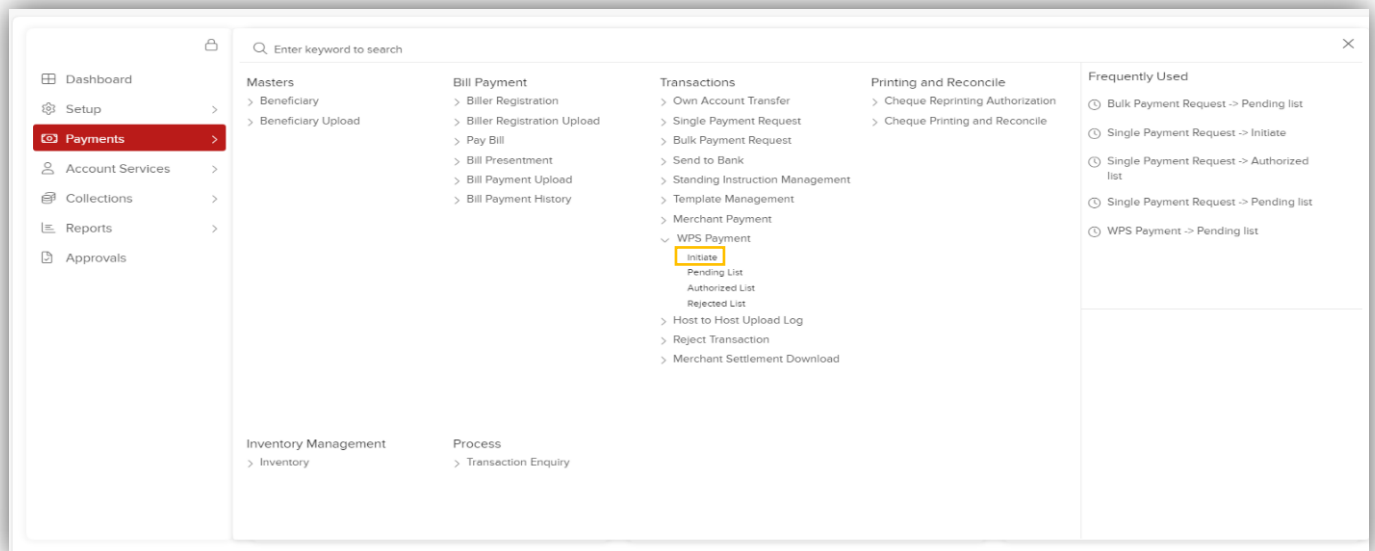 Enter keyword to search
Dashboard
Setup
Payments
Account Services
Collections
Reports
Approvals
Masters
Beneficiary
Beneficiary Upload
Bill Payment
Biller Registration
Biller Registration Upload
Pay Bill
Bill Presentment
Bill Payment Upload
Bill Payment History
Transactions
Own Account Transfer
Single Payment Request
Bulk Payment Request
Send to Bank
Standing Instruction Management
Template Management
Merchant Payment
WPS Payment
Initiate
Pending List
Authorized List
Rejected List
Host to Host Upload Log
Reject Transaction
Merchant Settlement Download
Printing and Reconcile
Cheque Reprinting Authorization
Cheque Printing and Reconcile
Inventory Management
Inventory
Process
Transaction Enquiry
Frequently Used
Bulk Payment Request -> Pending list
Single Payment Request -> Initiate
Single Payment Request -> Authorized
list
Single Payment Request -> Pending list
WPS Payment -> Pending list